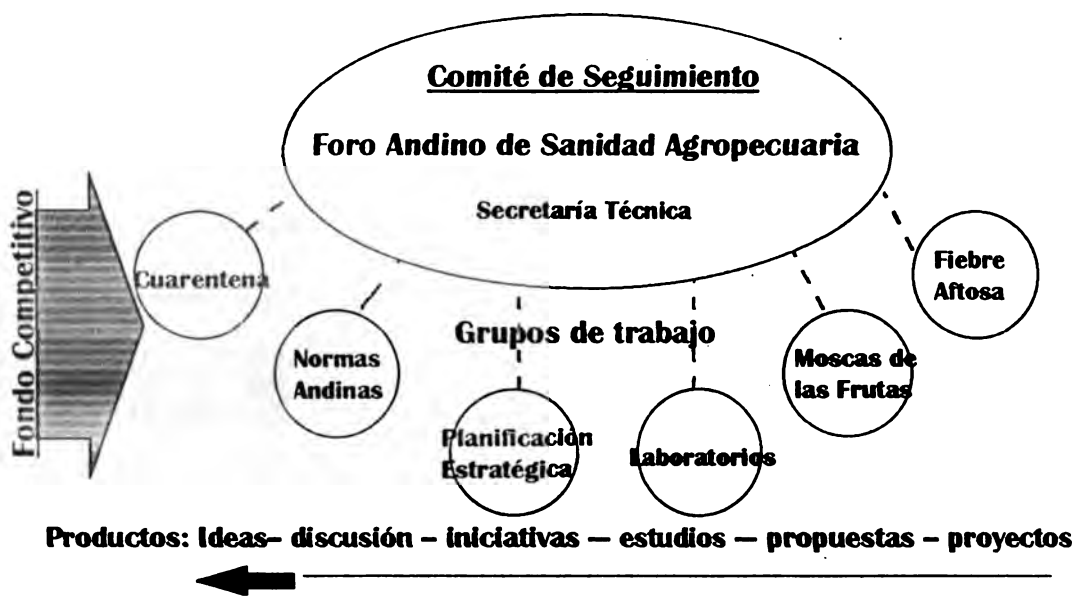 Comité de Seguimiento
Foro Andino de Sanidad Agropecuaria
Secretaría Técnica
Fondo Competitivo
Cuarentena
Normas
Andinas
Grupos de trabajo
Planificación
Estratégica
Laboratorios
Moscas de
las Frutas
Fiebre
Aftosa
Productos: Ideas– discusión – iniciativas — estudios — propuestas – proyectos